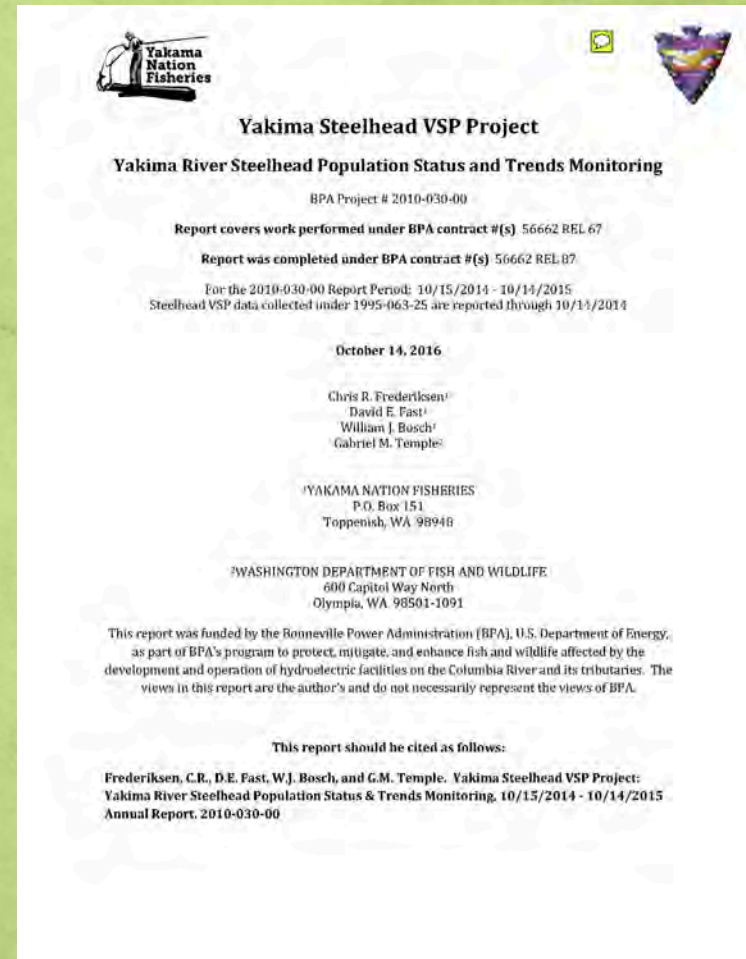 Yakama
Nation
Fisheries
Yakima Steelhead VSP Project
Yakima River Steelhead Population Status and Trends Monitoring
BPA Project # 2010-030-00
Report covers work performed under BPA contract #(s) 56662 REL 67
Report was completed under BPA contract #(s) 56662 REL 87
For the 2010-030-00 Report Period: 10/15/2014 - 10/14/2015
Steelhead VSP data collected under 1995-063-25 are reported through 10/14/2014
October 14, 2016
Chris R. Frederiksen¹
David E. Fast¹
William J. Bosch¹
Gabriel M. Temple²
¹YAKAMA NATION FISHERIES
P.O. Box 151
Toppenish, WA 98948
²WASHINGTON DEPARTMENT OF FISH AND WILDLIFE
600 Capitol Way North
Olympia, WA 98501-1091
This report was funded by the Bonneville Power Administration (BPA), U.S. Department of Energy,
as part of BPA's program to protect, mitigate, and enhance fish and wildlife affected by the
development and operation of hydroelectric facilities on the Columbia River and its tributaries. The
views in this report are the author's and do not necessarily represent the views of BPA.
This report should be cited as follows:
Frederiksen, C.R., D.E. Fast, W.J. Bosch, and G.M. Temple. Yakima Steelhead VSP Project:
Yakima River Steelhead Population Status & Trends Monitoring, 10/15/2014 - 10/14/2015
Annual Report, 2010-030-00